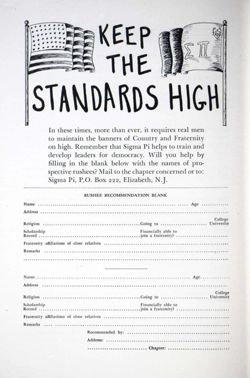 KEEP
THE
STANDARDS HIGH
ΣΠ
In these times, more than ever, it requires real men
to maintain the banners of Country and Fraternity
on high. Remember that Sigma Pi helps to train and
develop leaders for democracy. Will you help by
filling in the blank below with the names of pro-
spective rushees? Mail to the chapter concerned or to:
Sigma Pi, P.O. Box 222, Elizabeth, N.J.
RUSHEE RECOMMENDATION BLANK
Name Age
Address
Religion Going to College University
Scholarship Record Financially able to join a fraternity?
Fraternity affiliations of close relatives
Remarks
Name Age
Address
Religion Going to College University
Scholarship Record Financially able to join a fraternity?
Fraternity affiliations of close relatives
Remarks
Recommended by:
Address:
Chapter: